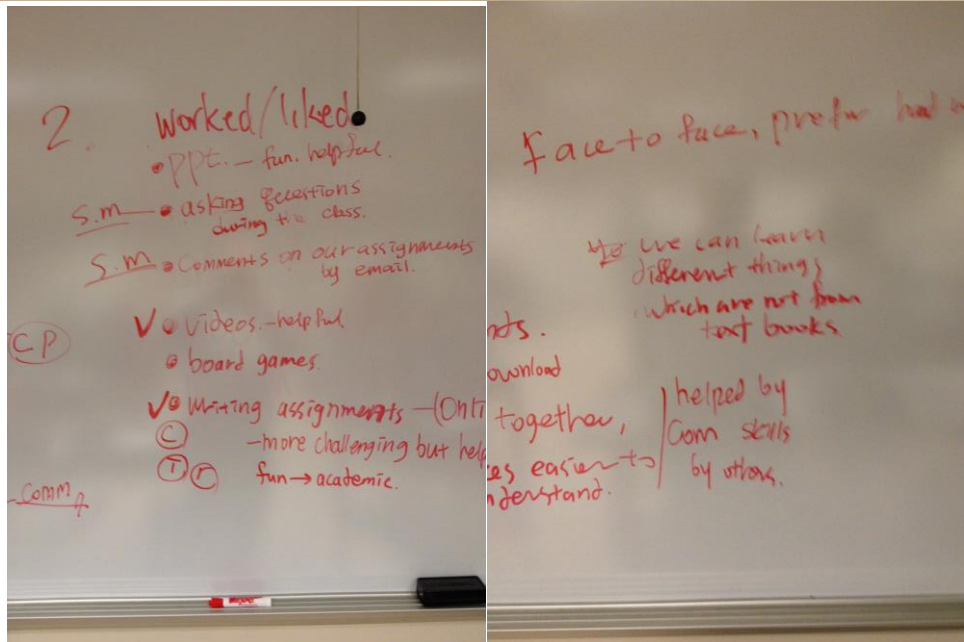 2. worked/liked
• ppt. – fun. helpful.
S.m – • asking questions
during the class.
S.m – • Comments on our assignments
by email.
V • videos. – helpful
CP
• board games.
V • writing assignments – (Onti
C – more challenging but help
T r fun → academic.
Comm
face to face, prefer
we can learn
different things
which are not from
text books.
nts.
ownload
together,
es easier to
nderstand.
helped by
Com skills
by others.